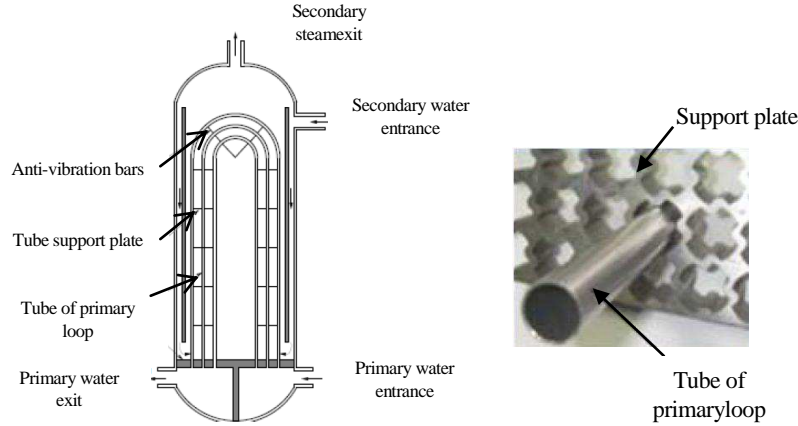 Secondary
steamexit
Secondary water
entrance
Anti-vibration bars
Tube support plate
Tube of primary
loop
Primary water
exit
Primary water
entrance
Support plate
Tube of
primaryloop